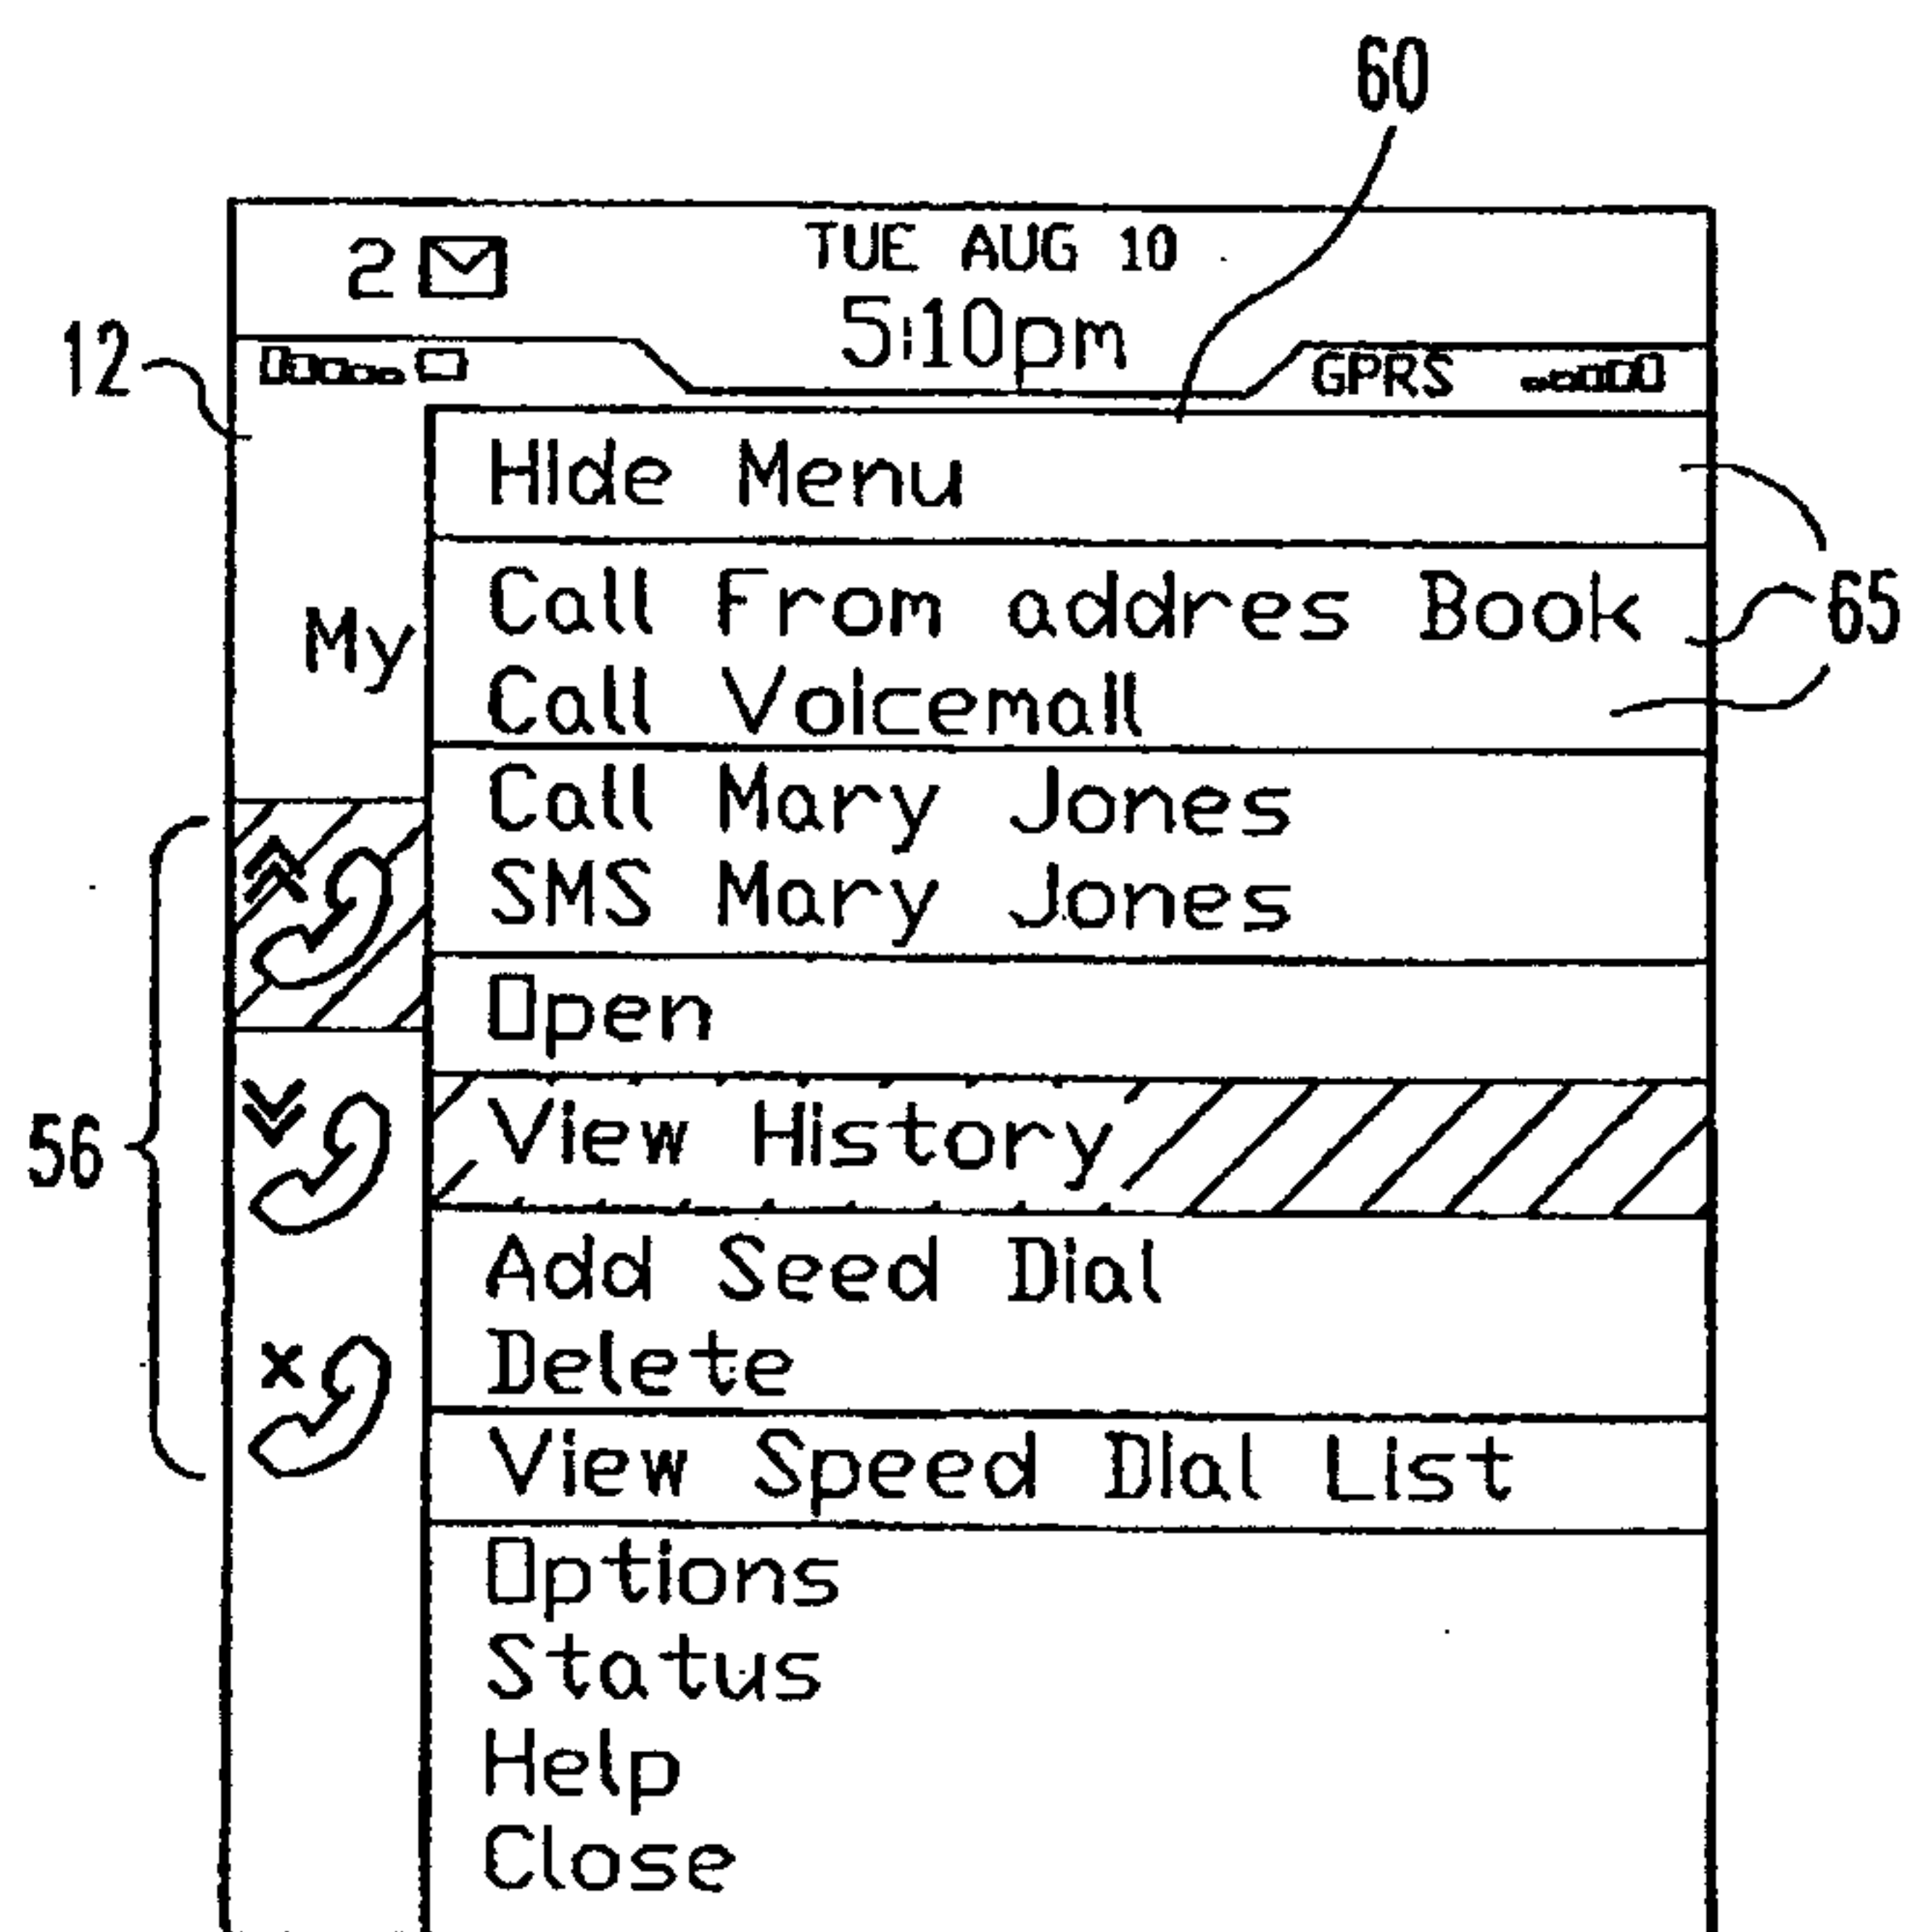 60
2 TUE AUG 10
5:10pm
12
GPRS
HIde Menu
Call From addres Book
65
My
Call Voicemall
Call Mary Jones
SMS Mary Jones
Open
56
View History
Add Seed Dial
Delete
View Speed DIal List
Options
Status
Help
Close